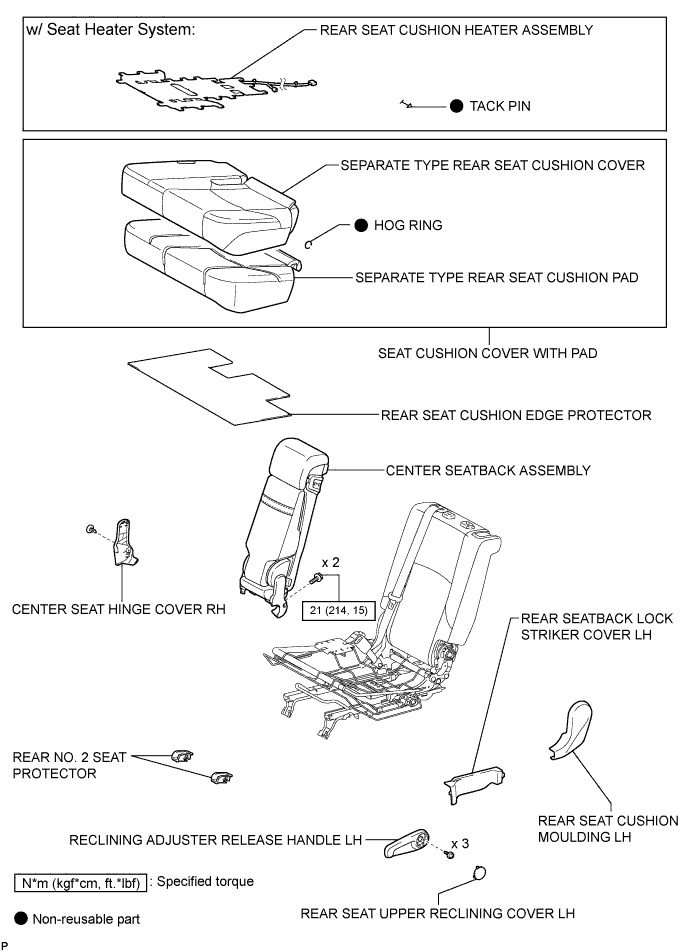 w/ Seat Heater System:
REAR SEAT CUSHION HEATER ASSEMBLY
TACK PIN
SEPARATE TYPE REAR SEAT CUSHION COVER
HOG RING
SEPARATE TYPE REAR SEAT CUSHION PAD
SEAT CUSHION COVER WITH PAD
REAR SEAT CUSHION EDGE PROTECTOR
CENTER SEATBACK ASSEMBLY
x 2
21 (214, 15)
CENTER SEAT HINGE COVER RH
REAR SEATBACK LOCK
STRIKER COVER LH
REAR NO. 2 SEAT
PROTECTOR
REAR SEAT CUSHION
MOULDING LH
RECLINING ADJUSTER RELEASE HANDLE LH
x 3
N*m (kgf*cm, ft.*lbf) : Specified torque
REAR SEAT UPPER RECLINING COVER LH
Non-reusable part
P